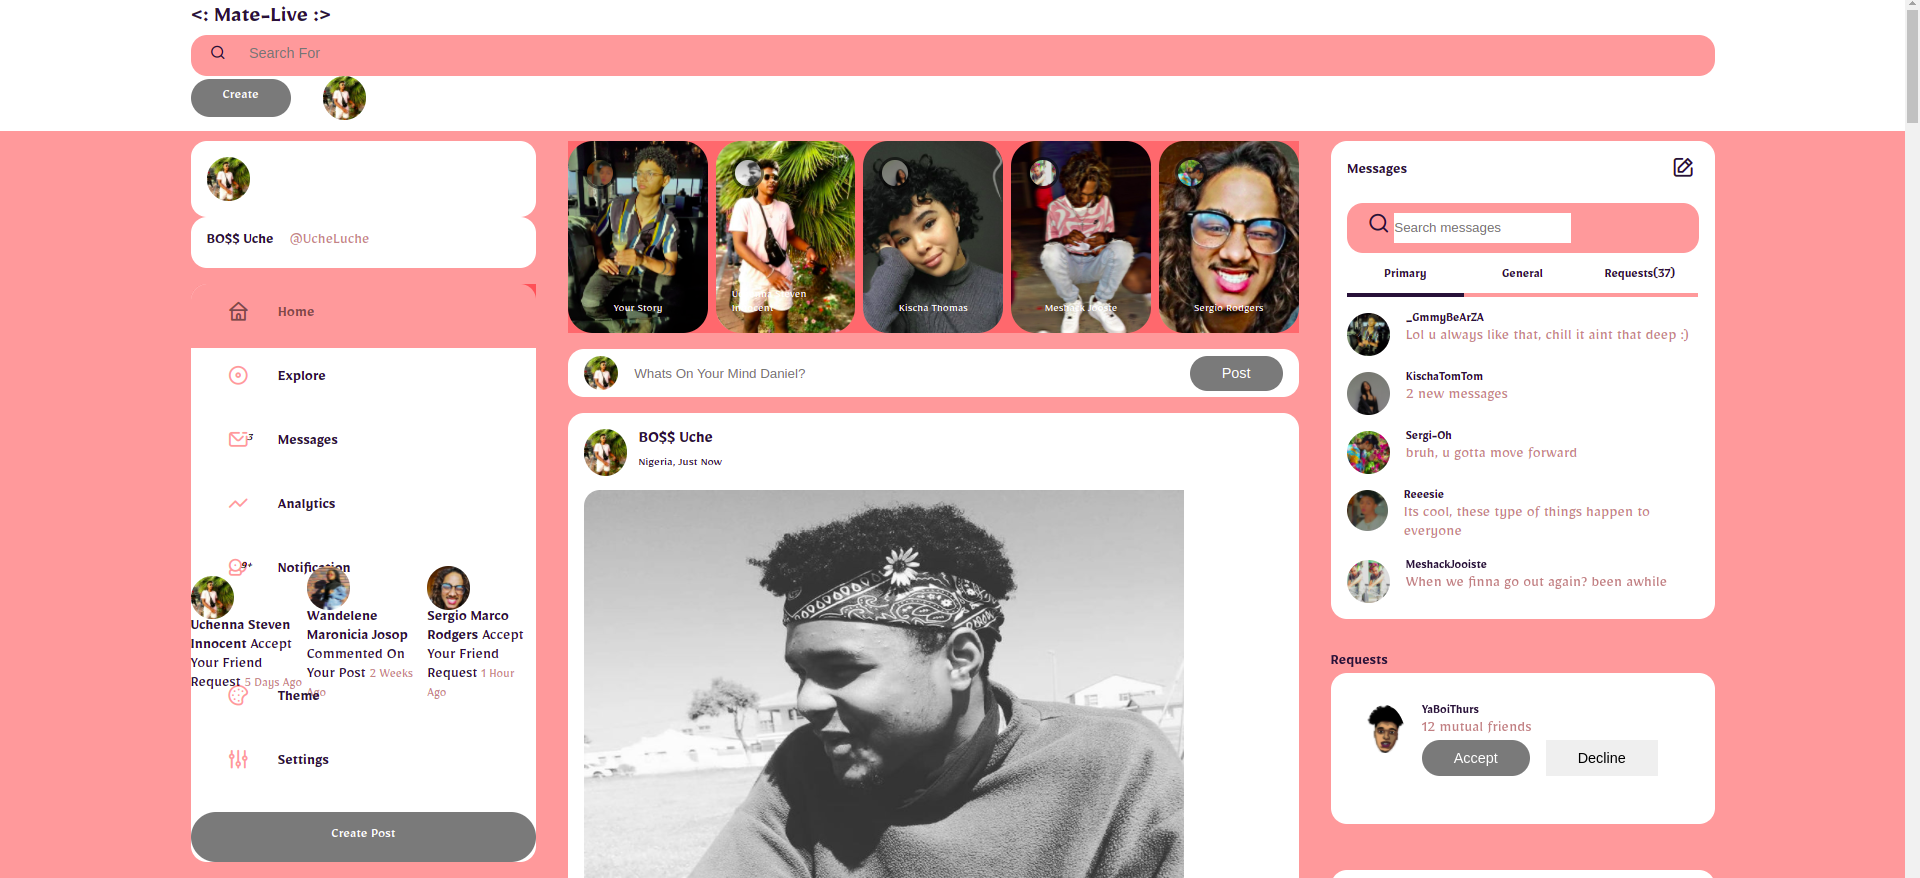 <: Mate-Live :>
Search For
Create
BO$$ Uche @UcheLuche
Home
Explore
3
Messages
Analytics
9+
Notification
Uchenna Steven
Innocent Accept
Your Friend
Request 5 Days Ago
Wandelene
Maronicia Josop
Commented On
Your Post 2 Weeks
Ago
Sergio Marco
Rodgers Accept
Your Friend
Request 1 Hour
Ago
Theme
Settings
Create Post
Your Story
Uchenna Steven
Innocent
Kischa Thomas
Meshack Jooste
Sergio Rodgers
Whats On Your Mind Daniel?
Post
BO$$ Uche
Nigeria, Just Now
Messages
Search messages
Primary General Requests(37)
_GmmyBeArZA
Lol u always like that, chill it aint that deep :)
KischaTomTom
2 new messages
Sergi-Oh
bruh, u gotta move forward
Reeesie
Its cool, these type of things happen to
everyone
MeshackJooiste
When we finna go out again? been awhile
Requests
YaBoiThurs
12 mutual friends
Accept Decline